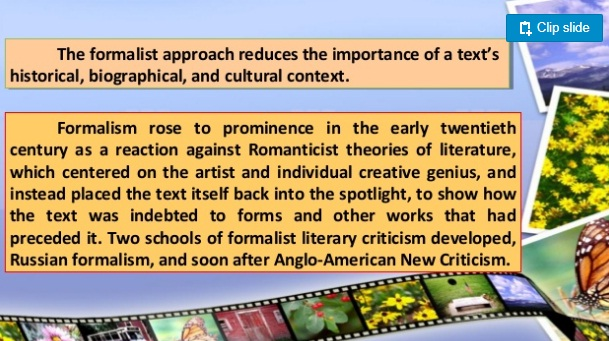 Clip slide
The formalist approach reduces the importance of a text's
historical, biographical, and cultural context.
Formalism rose to prominence in the early twentieth
century as a reaction against Romanticist theories of literature,
which centered on the artist and individual creative genius, and
instead placed the text itself back into the spotlight, to show how
the text was indebted to forms and other works that had
preceded it. Two schools of formalist literary criticism developed,
Russian formalism, and soon after Anglo-American New Criticism.